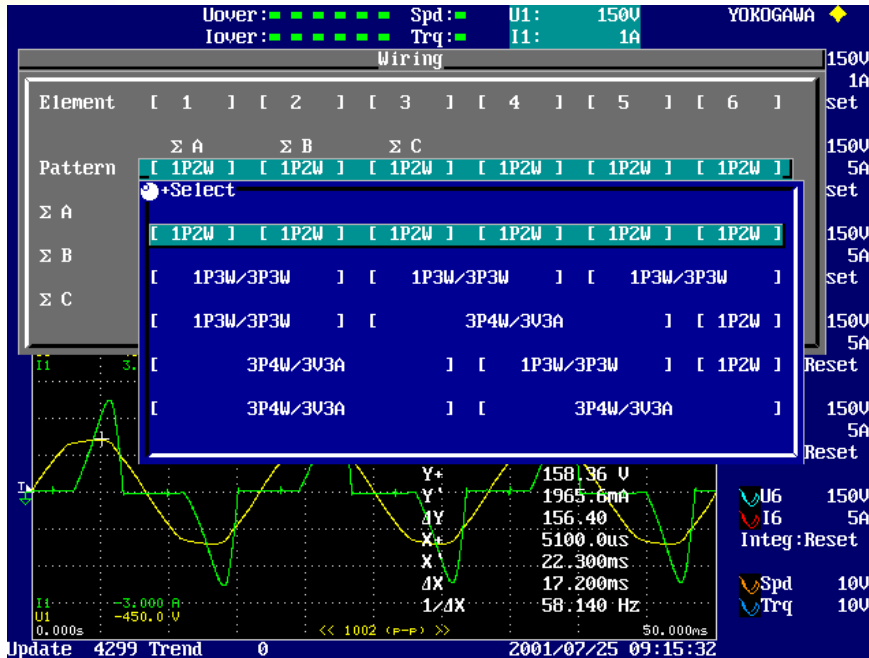 Uover: Spd: U1: 150V YOKOGAWA
Iover: Trq: I1: 1A
Wiring 150V
1A
Element [ 1 ] [ 2 ] [ 3 ] [ 4 ] [ 5 ] [ 6 ] set
Σ A Σ B Σ C 150V
Pattern [ 1P2W ] [ 1P2W ] [ 1P2W ] [ 1P2W ] [ 1P2W ] [ 1P2W ] 5A
+Select set
Σ A
[ 1P2W ] [ 1P2W ] [ 1P2W ] [ 1P2W ] [ 1P2W ] [ 1P2W ] 150V
Σ B 5A
[ 1P3W/3P3W ] [ 1P3W/3P3W ] [ 1P3W/3P3W ] set
Σ C
[ 1P3W/3P3W ] [ 3P4W/3V3A ] [ 1P2W ] 150V
5A
I1 3. [ 3P4W/3V3A ] [ 1P3W/3P3W ] [ 1P2W ] Reset
[ 3P4W/3V3A ] [ 3P4W/3V3A ] 150V
5A
Reset
Y+ 158.36 V
Y' 1965.6mA U6 150V
ΔY 156.40 I6 5A
X+ 5100.0us Integ:Reset
X' 22.300ms
ΔX 17.200ms Spd 10V
I1 -3.000 A 1/ΔX 58.140 Hz Trq 10V
U1 -450.0 V
0.000s << 1002 (P-P) >> 50.000ms
Update 4299 Trend 0 2001/07/25 09:15:32